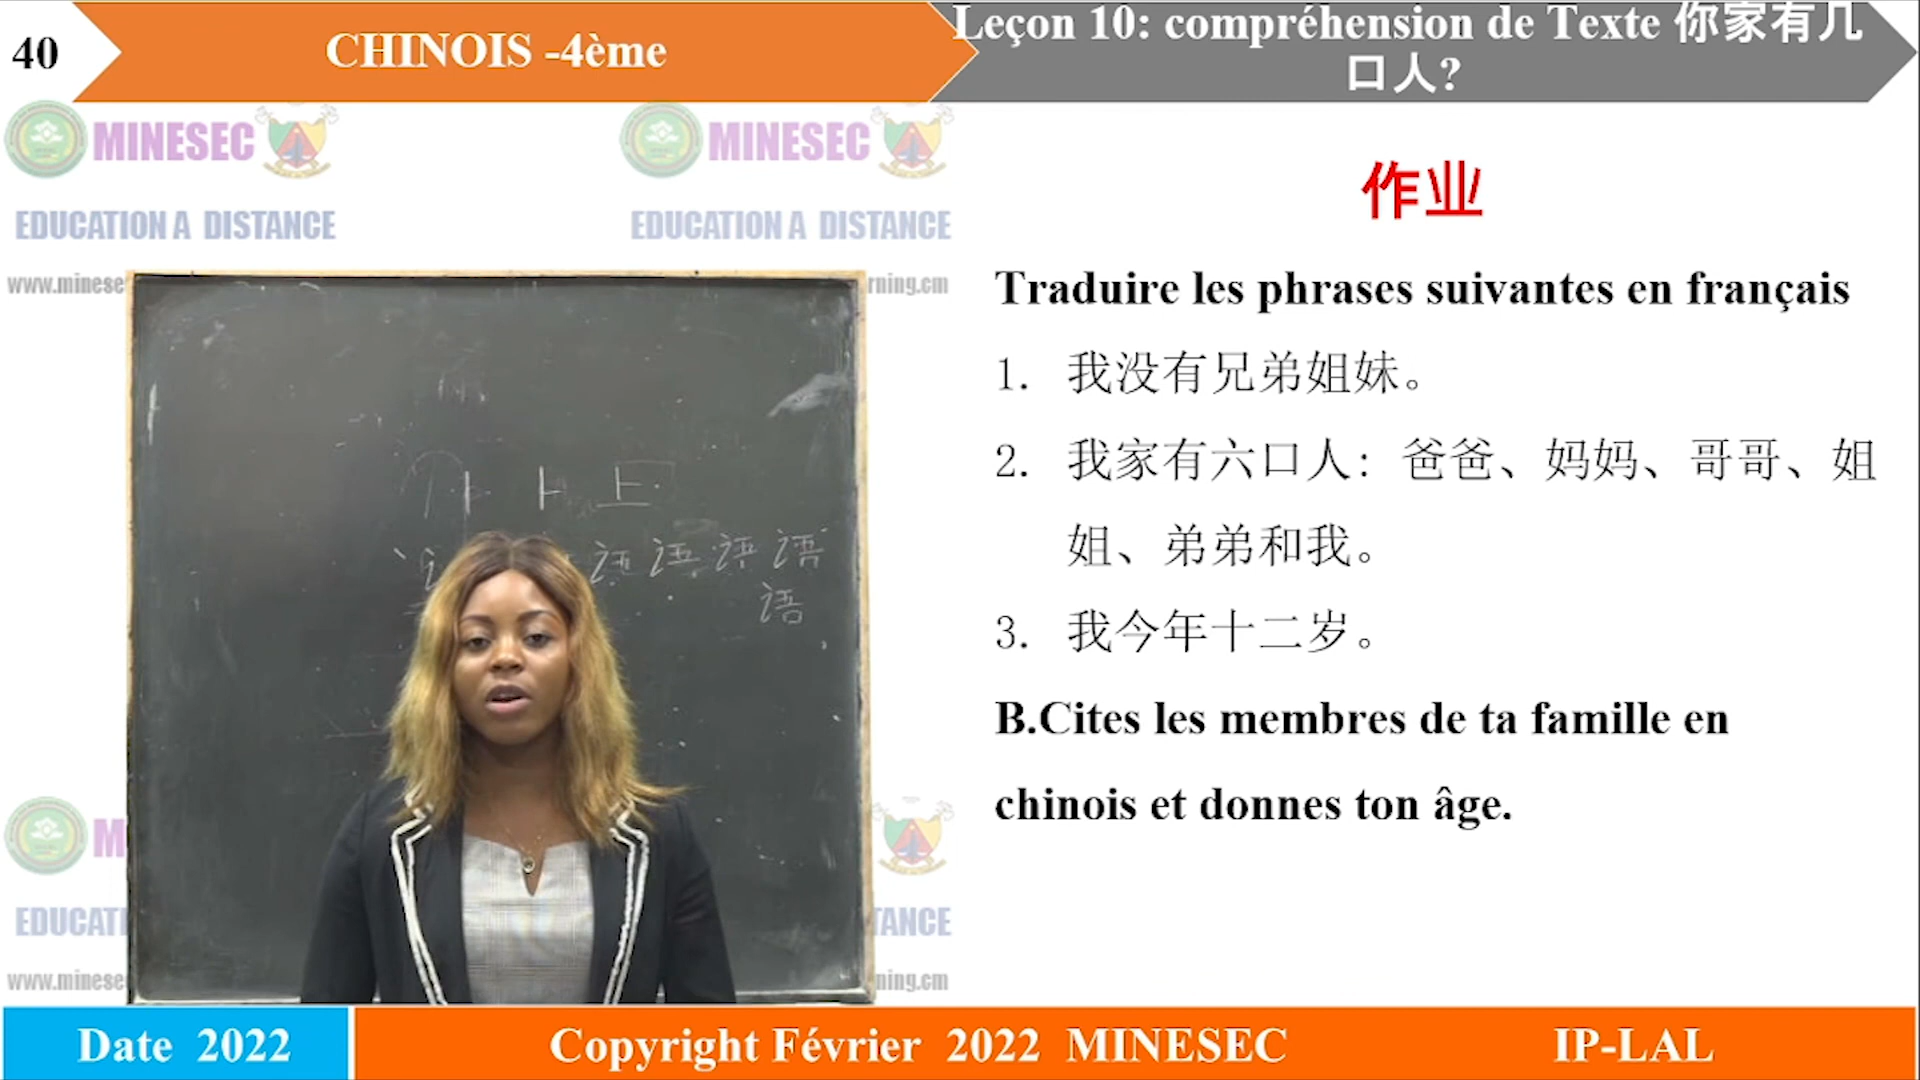 40
CHINOIS -4ème
Leçon 10: compréhension de Texte 你家有几
口人?
MINESEC
MINESEC
EDUCATION A DISTANCE
EDUCATION A DISTANCE
作业
Traduire les phrases suivantes en français
1. 我没有兄弟姐妹。
2. 我家有六口人: 爸爸、妈妈、哥哥、姐
姐、弟弟和我。
3. 我今年十二岁。
B.Cites les membres de ta famille en
chinois et donnes ton âge.
语 语 语
语
Date 2022
Copyright Février 2022 MINESEC
IP-LAL